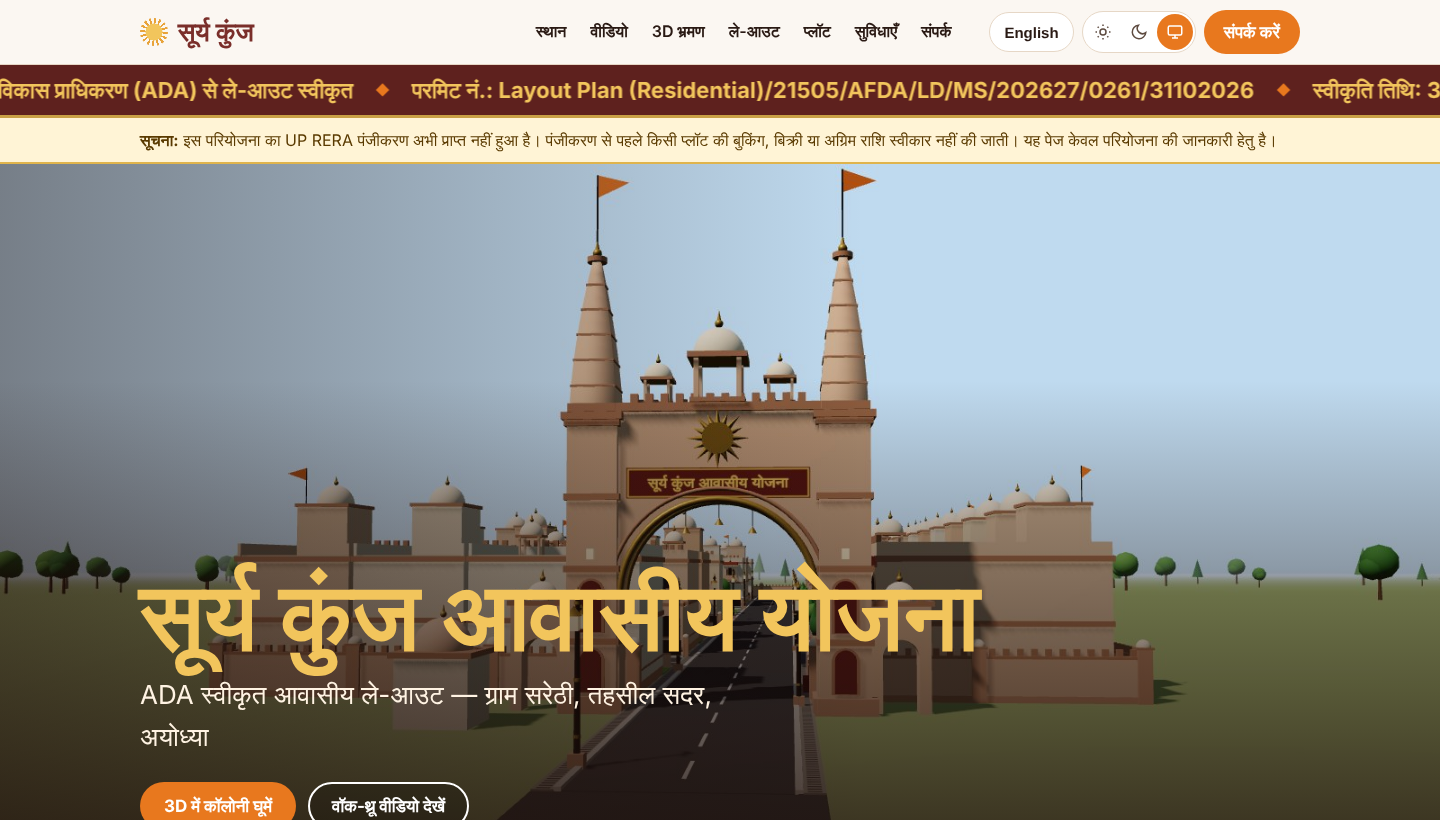 सूर्य कुंज
स्थान वीडियो 3D भ्रमण ले-आउट प्लॉट सुविधाएँ संपर्क English संपर्क करें
विकास प्राधिकरण (ADA) से ले-आउट स्वीकृत ◆ परमिट नं.: Layout Plan (Residential)/21505/AFDA/LD/MS/202627/0261/31102026 ◆ स्वीकृति तिथि: 3
सूचना: इस परियोजना का UP RERA पंजीकरण अभी प्राप्त नहीं हुआ है। पंजीकरण से पहले किसी प्लॉट की बुकिंग, बिक्री या अग्रिम राशि स्वीकार नहीं की जाती। यह पेज केवल परियोजना की जानकारी हेतु है।
सूर्य कुंज आवासीय योजना
सूर्य कुंज आवासीय योजना
ADA स्वीकृत आवासीय ले-आउट — ग्राम सरेठी, तहसील सदर,
अयोध्या
3D में कॉलोनी घूमें वॉक-थ्रू वीडियो देखें